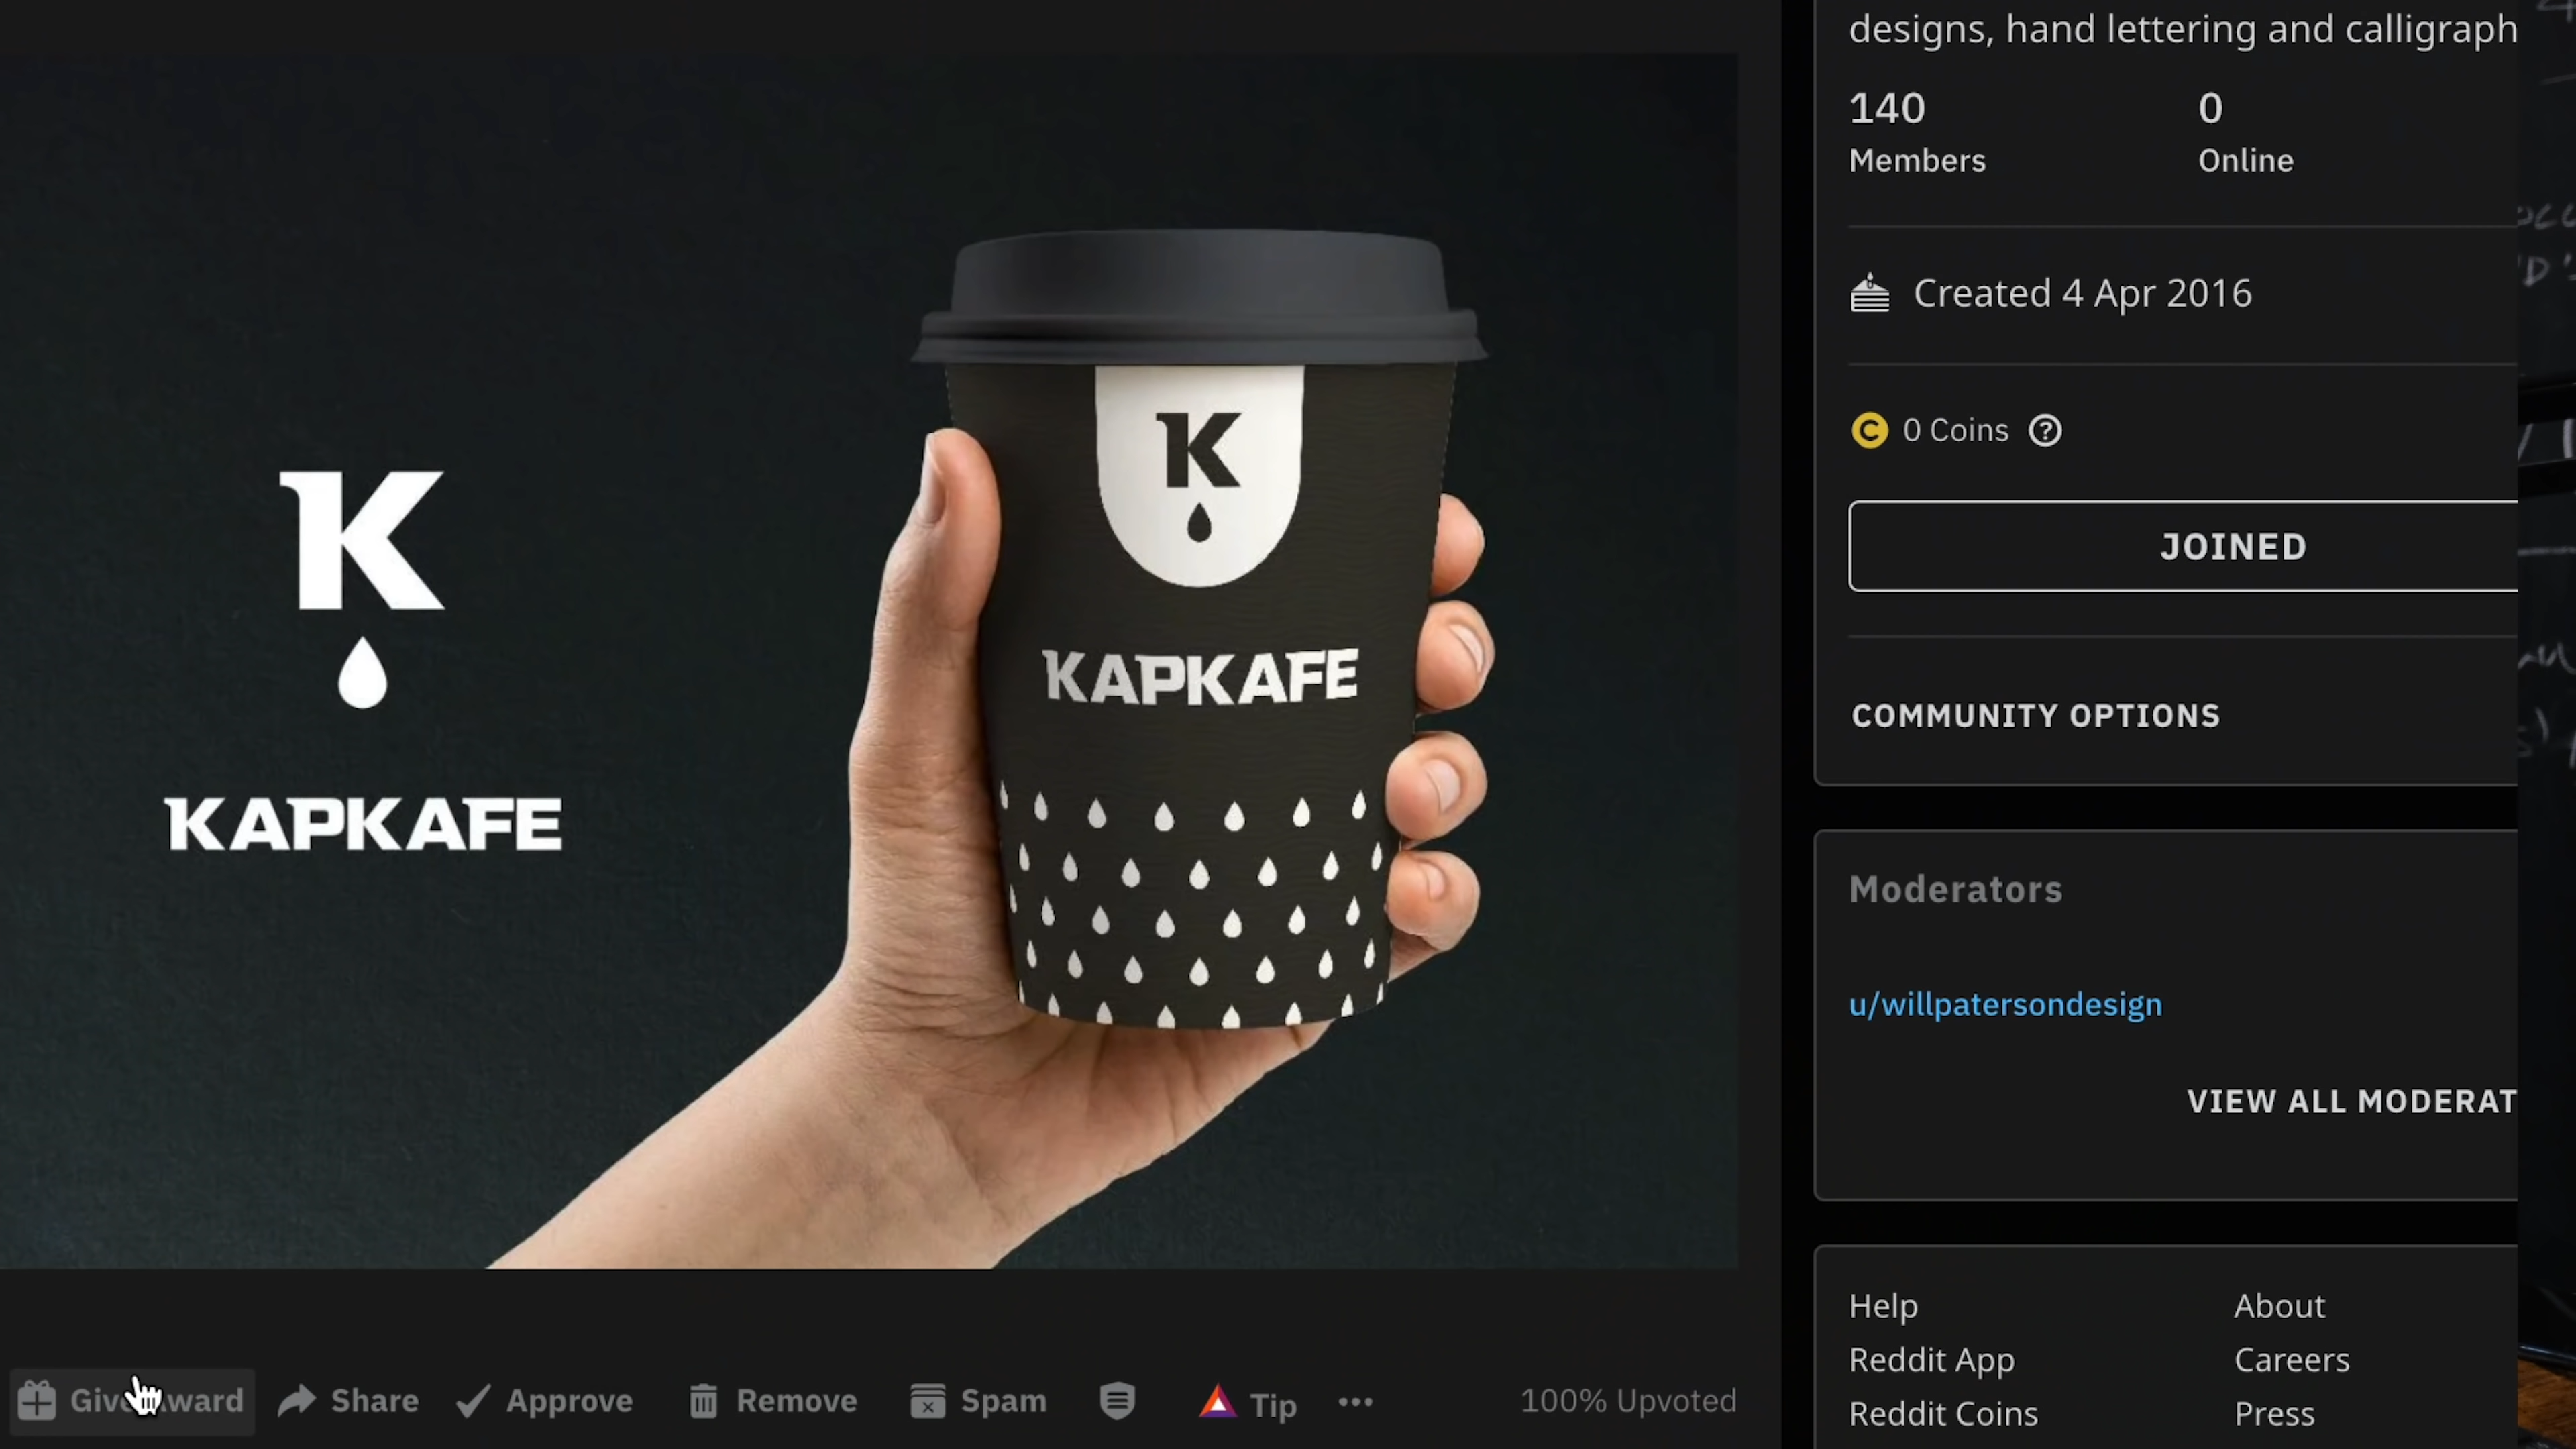 K
KAPKAFE
K
KAPKAFE
designs, hand lettering and calligraph
140
Members
0
Online
Created 4 Apr 2016
0 Coins
JOINED
COMMUNITY OPTIONS
Moderators
u/willpatersondesign
VIEW ALL MODERAT
Help
About
Reddit App
Careers
Reddit Coins
Press
Give Award
Share
Approve
Remove
Spam
Tip
100% Upvoted